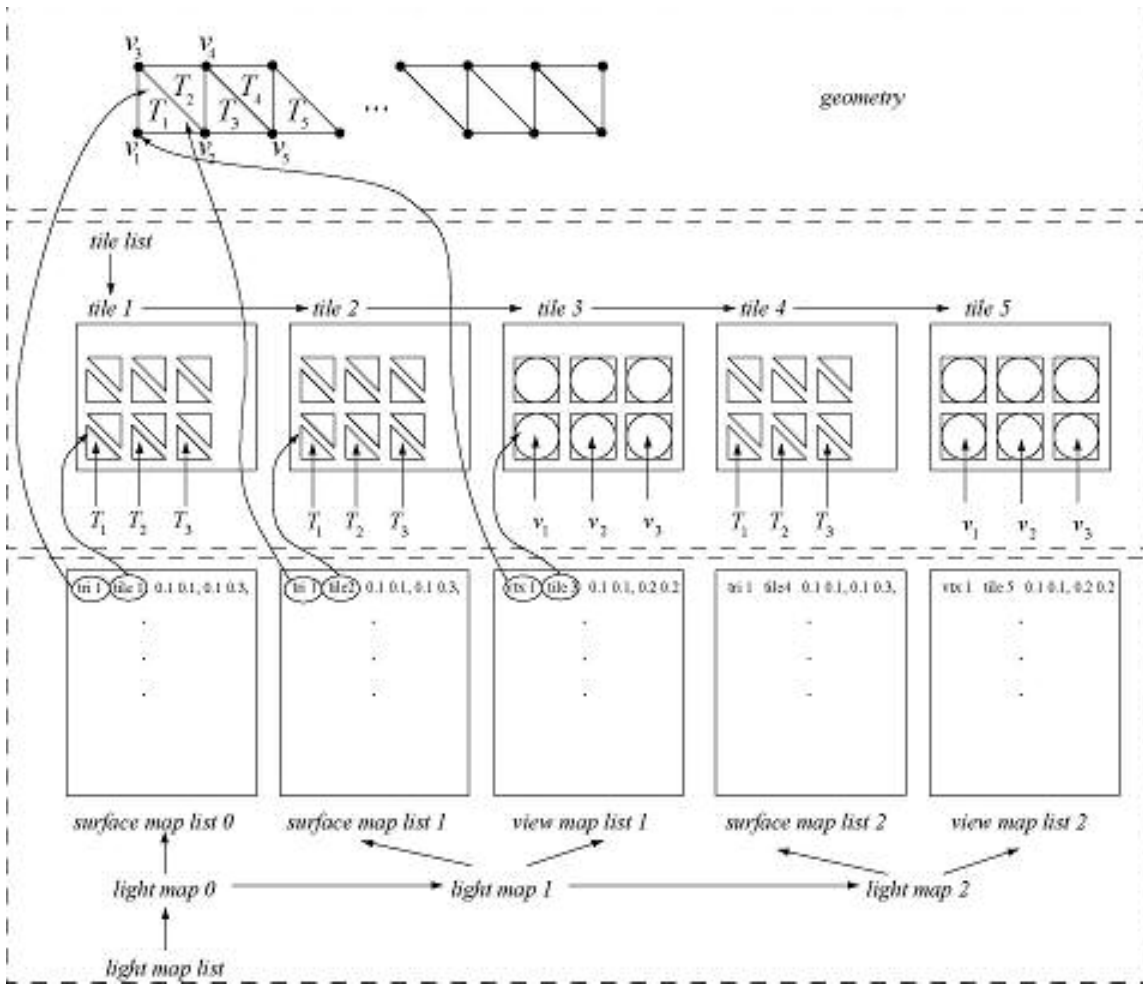 v3 v4
T2 T4
T1 T3 T5 ...
v1 v2 v5
geometry
tile list
tile 1 tile 2 tile 3 tile 4 tile 5
T1 T2 T3 T1 T2 T3 v1 v2 v3 T1 T2 T3 v1 v2 v3
tri 1 tile 1 0.1 0.1, 0.1 0.3,
tri 1 tile2 0.1 0.1, 0.1 0.3,
vtx 1 tile 3 0.1 0.1, 0.2 0.2
tri 1 tile4 0.1 0.1, 0.1 0.3,
vtx 1 tile 5 0.1 0.1, 0.2 0.2
surface map list 0 surface map list 1 view map list 1 surface map list 2 view map list 2
light map 0 light map 1 light map 2
light map list